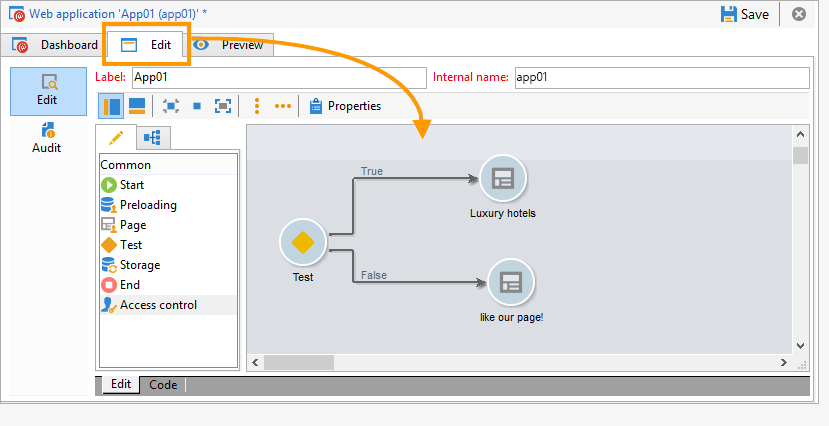 Web application 'App01 (app01)' *
Save
Dashboard
Edit
Preview
Edit
Audit
Label:
App01
Internal name:
app01
Properties
Common
Start
Preloading
Page
Test
Storage
End
Access control
True
Luxury hotels
Test
False
like our page!
Edit
Code